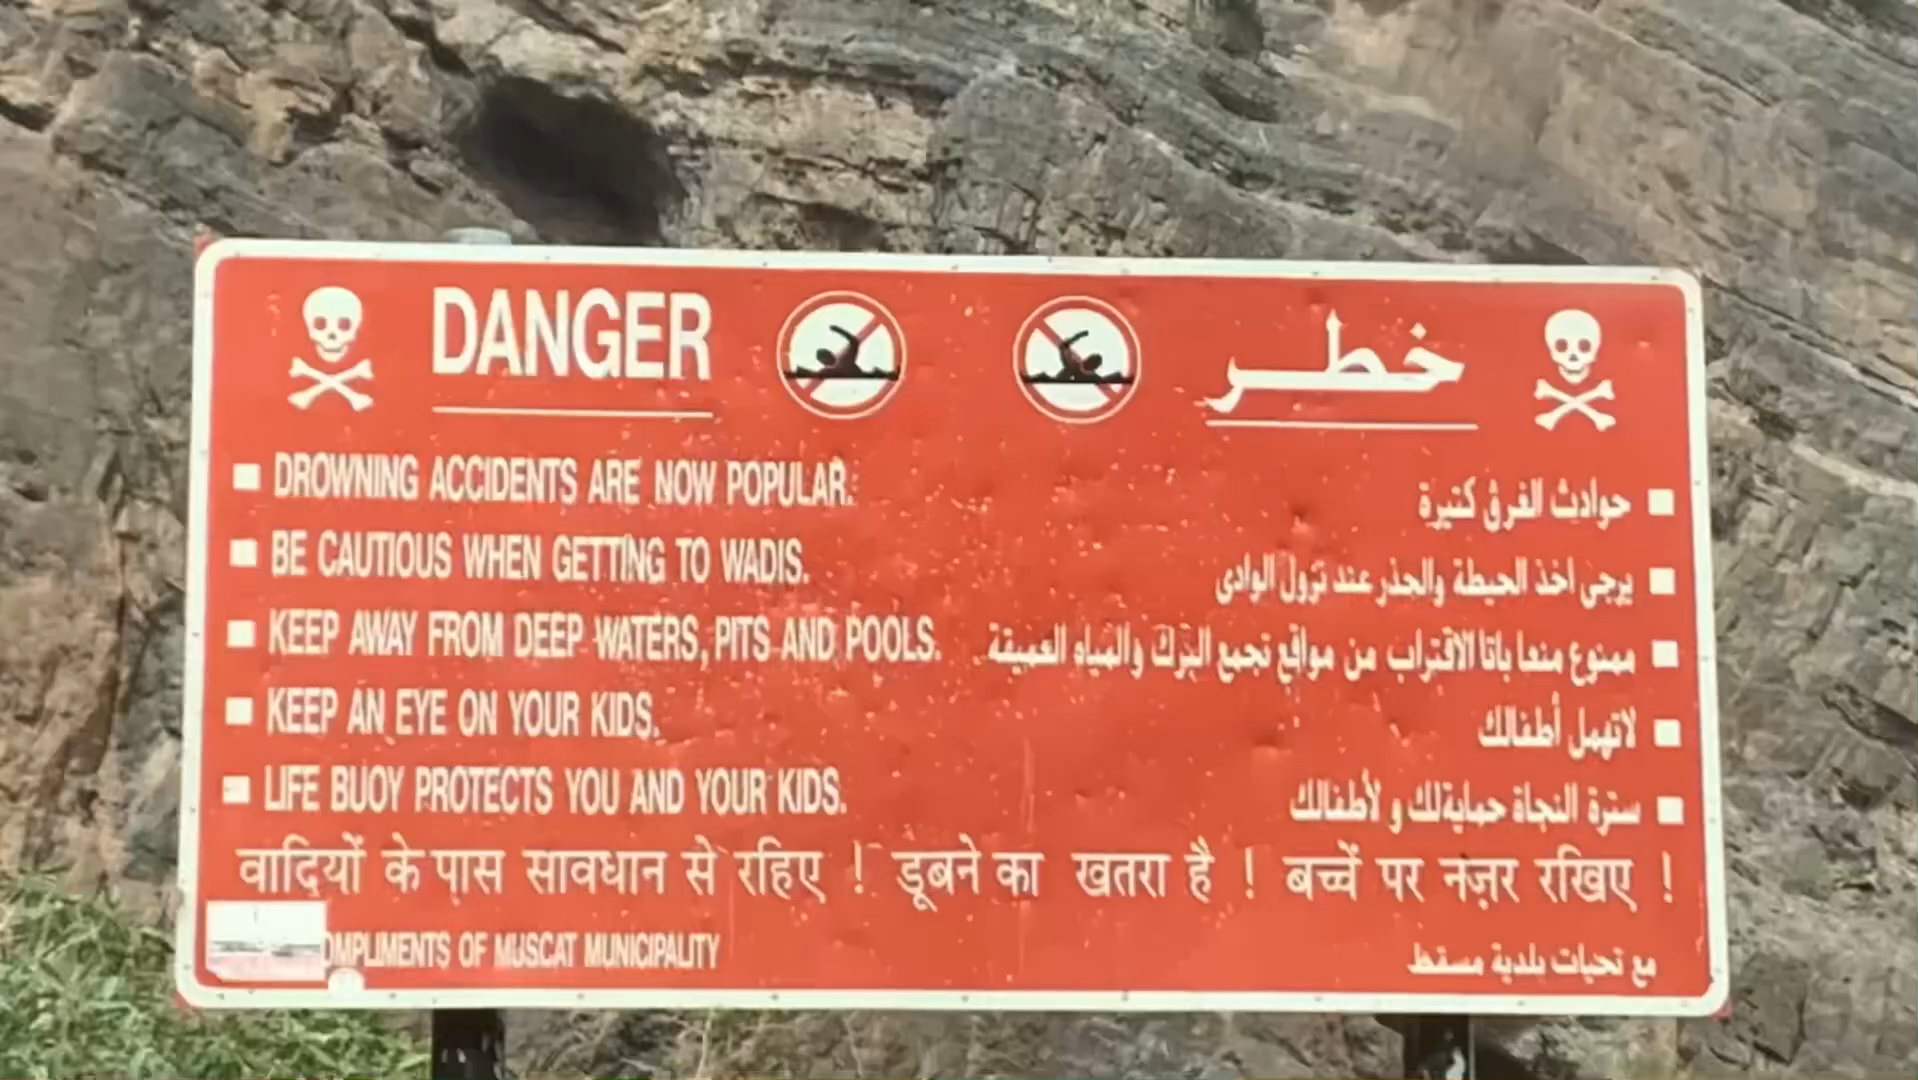 DANGER
خطر
DROWNING ACCIDENTS ARE NOW POPULAR.
BE CAUTIOUS WHEN GETTING TO WADIS.
KEEP AWAY FROM DEEP WATERS, PITS AND POOLS.
KEEP AN EYE ON YOUR KIDS.
LIFE BUOY PROTECTS YOU AND YOUR KIDS.
حوادث الغرق كثيرة
يرجى اخذ الحيطة والحذر عند نزول الوادى
ممنوع منعا باتا الاقتراب من مواقع تجمع البرك والمياه العميقة
لاتهمل أطفالك
سترة النجاة حماية لك و لأطفالك
वादियों के पास सावधान से रहिए ! डूबने का खतरा है ! बच्चें पर नज़र रखिए !
OMPLIMENTS OF MUSCAT MUNICIPALITY
مع تحيات بلدية مسقط